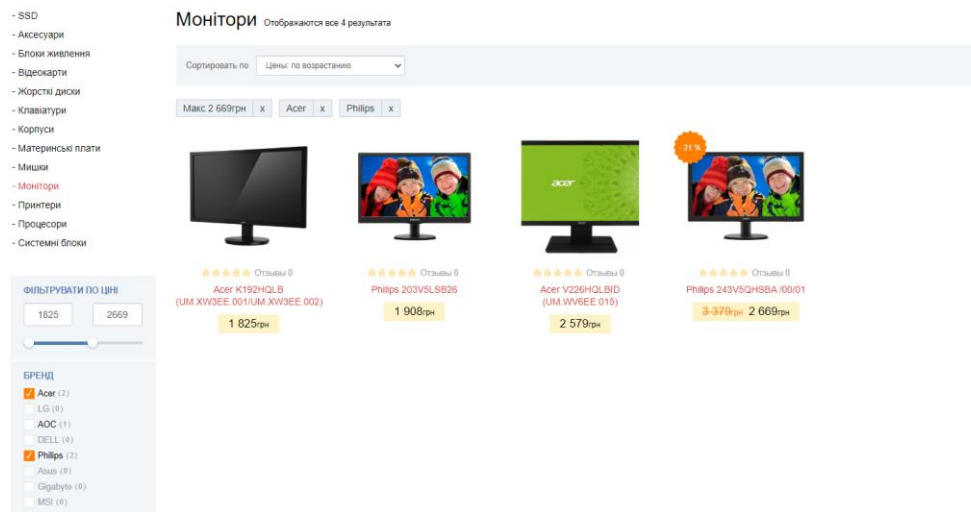 - SSD
- Аксесуари
- Блоки живлення
- Відеокарти
- Жорсткі диски
- Клавіатури
- Корпуси
- Материнські плати
- Мишки
- Монітори
- Принтери
- Процесори
- Системні блоки
ФІЛЬТРУВАТИ ПО ЦІНІ
1825 2669
БРЕНД
Acer (2)
LG (0)
AOC (1)
DELL (0)
Philips (2)
Asus (0)
Gigabyte (0)
MSI (0)
Монітори Отображаются все 4 результата
Сортировать по Цены: по возрастанию
Макс 2 669грн x Acer x Philips x
acer
- 21 %
Отзывы 0
Acer K192HQLB
(UM.XW3EE.001/UM.XW3EE.002)
1 825грн
Отзывы 0
Philips 203V5LSB26
1 908грн
Отзывы 0
Acer V226HQLBID
(UM.WV6EE.015)
2 579грн
Отзывы 0
Philips 243V5QHSBA /00/01
3 379грн 2 669грн